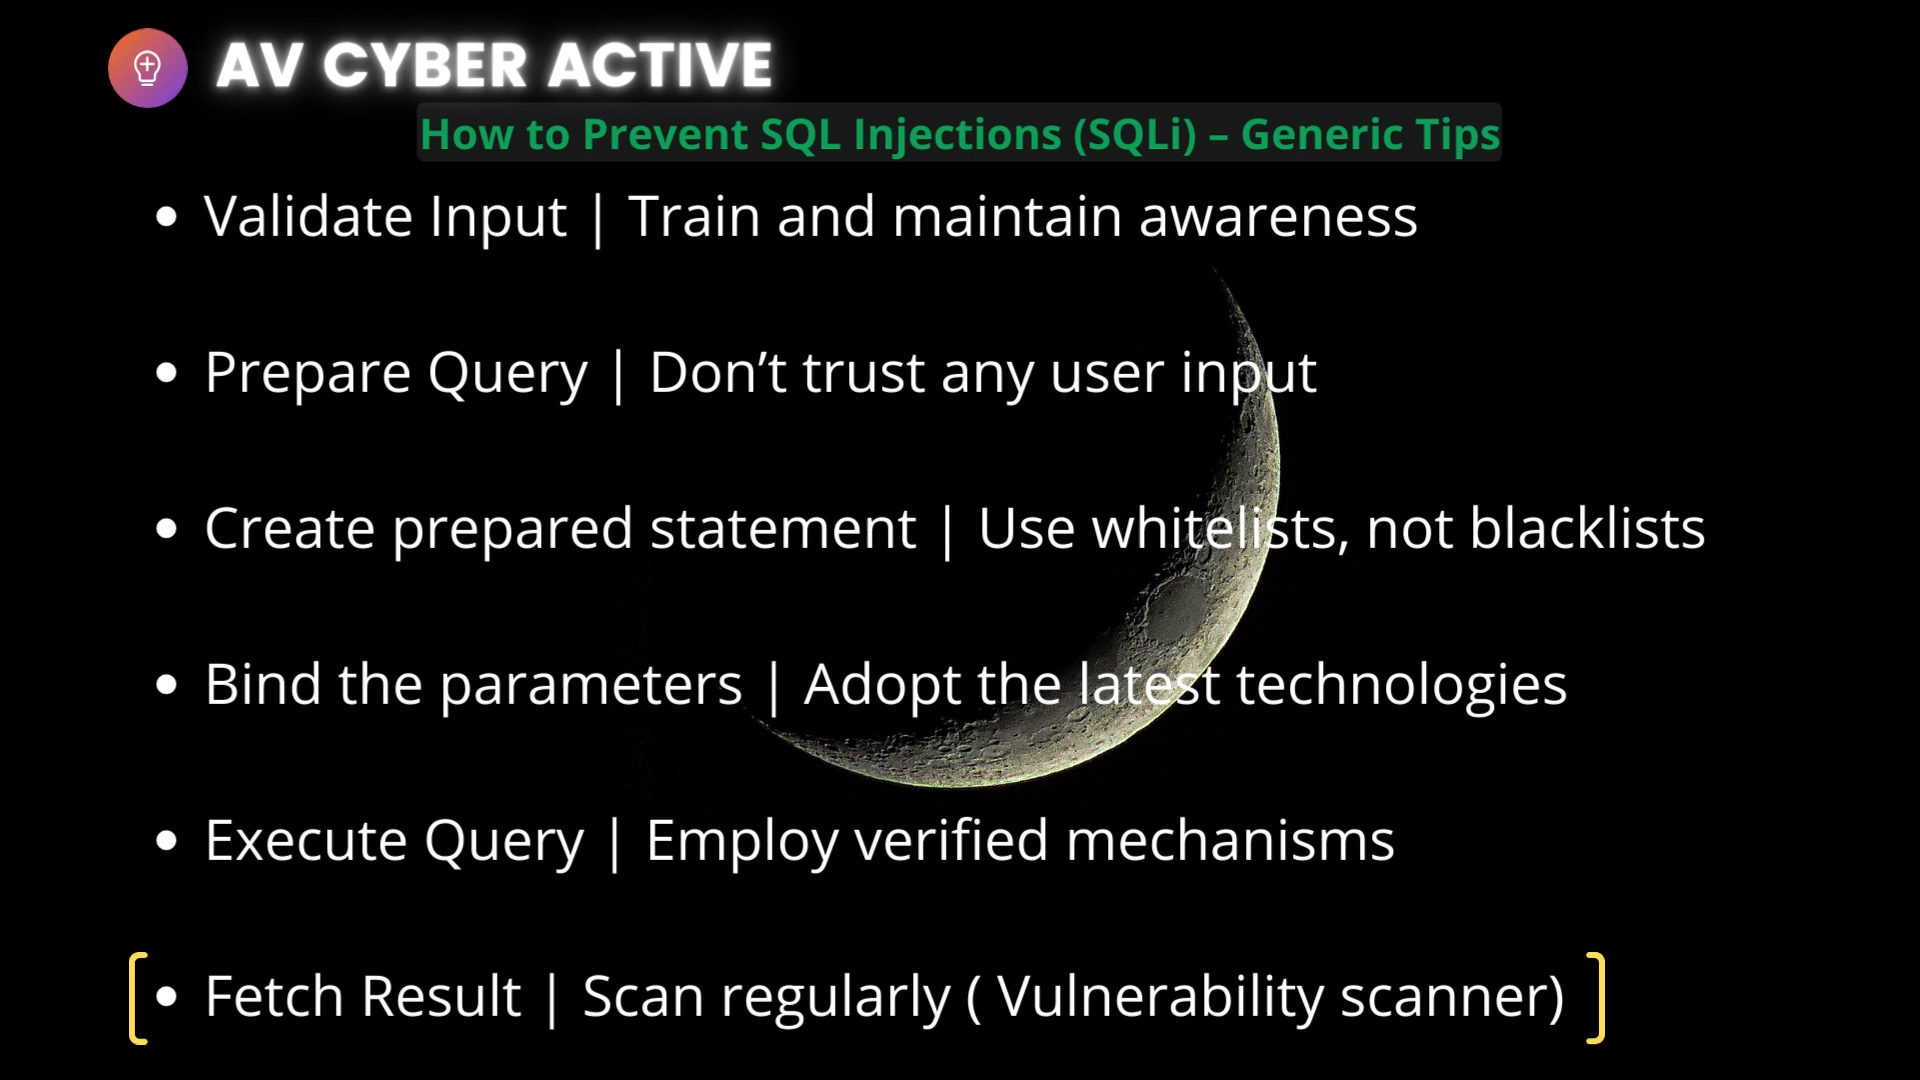 AV CYBER ACTIVE
How to Prevent SQL Injections (SQLi) – Generic Tips
• Validate Input | Train and maintain awareness
• Prepare Query | Don’t trust any user input
• Create prepared statement | Use whitelists, not blacklists
• Bind the parameters | Adopt the latest technologies
• Execute Query | Employ verified mechanisms
• Fetch Result | Scan regularly ( Vulnerability scanner)